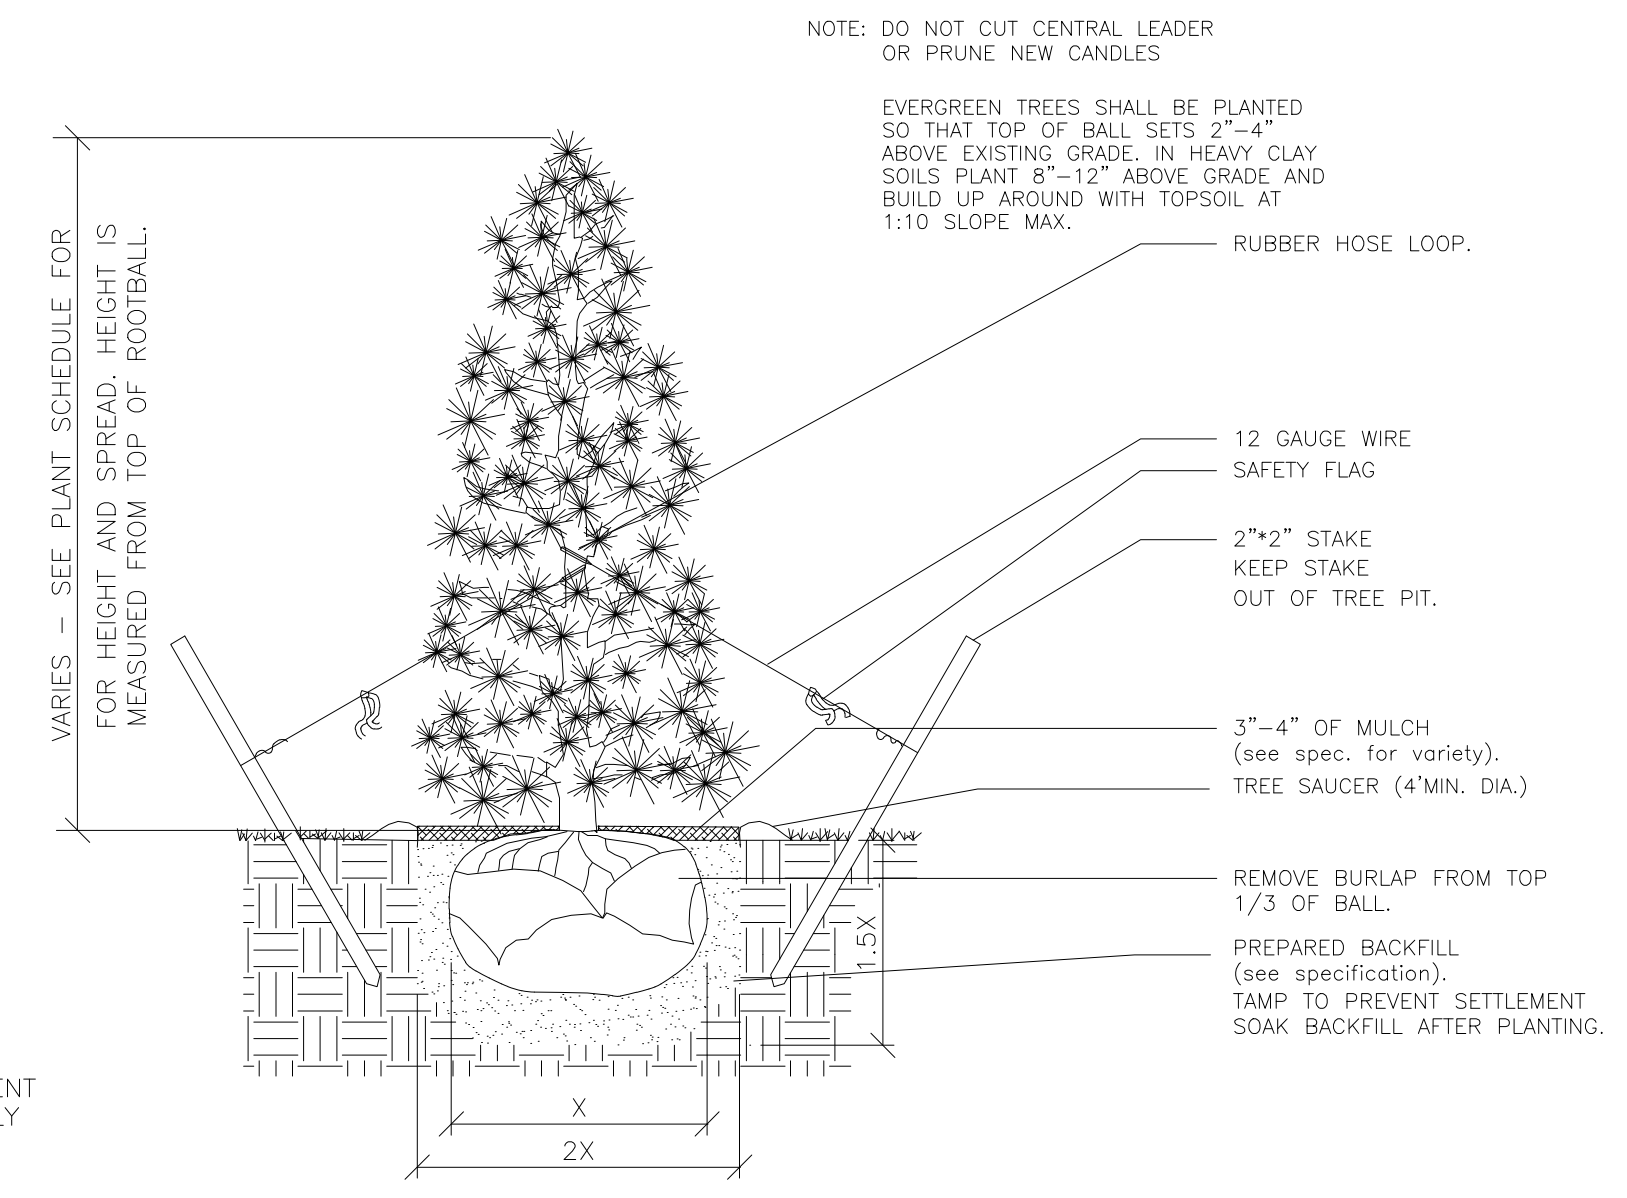 NOTE: DO NOT CUT CENTRAL LEADER
OR PRUNE NEW CANDLES
EVERGREEN TREES SHALL BE PLANTED
SO THAT TOP OF BALL SETS 2"-4"
ABOVE EXISTING GRADE. IN HEAVY CLAY
SOILS PLANT 8"-12" ABOVE GRADE AND
BUILD UP AROUND WITH TOPSOIL AT
1:10 SLOPE MAX.
VARIES - SEE PLANT SCHEDULE FOR
FOR HEIGHT AND SPREAD. HEIGHT IS
MEASURED FROM TOP OF ROOTBALL.
RUBBER HOSE LOOP.
12 GAUGE WIRE
SAFETY FLAG
2"*2" STAKE
KEEP STAKE
OUT OF TREE PIT.
3"-4" OF MULCH
(see spec. for variety).
TREE SAUCER (4'MIN. DIA.)
REMOVE BURLAP FROM TOP
1/3 OF BALL.
PREPARED BACKFILL
(see specification).
TAMP TO PREVENT SETTLEMENT
SOAK BACKFILL AFTER PLANTING.
1.5X
X
2X
ENT
LY